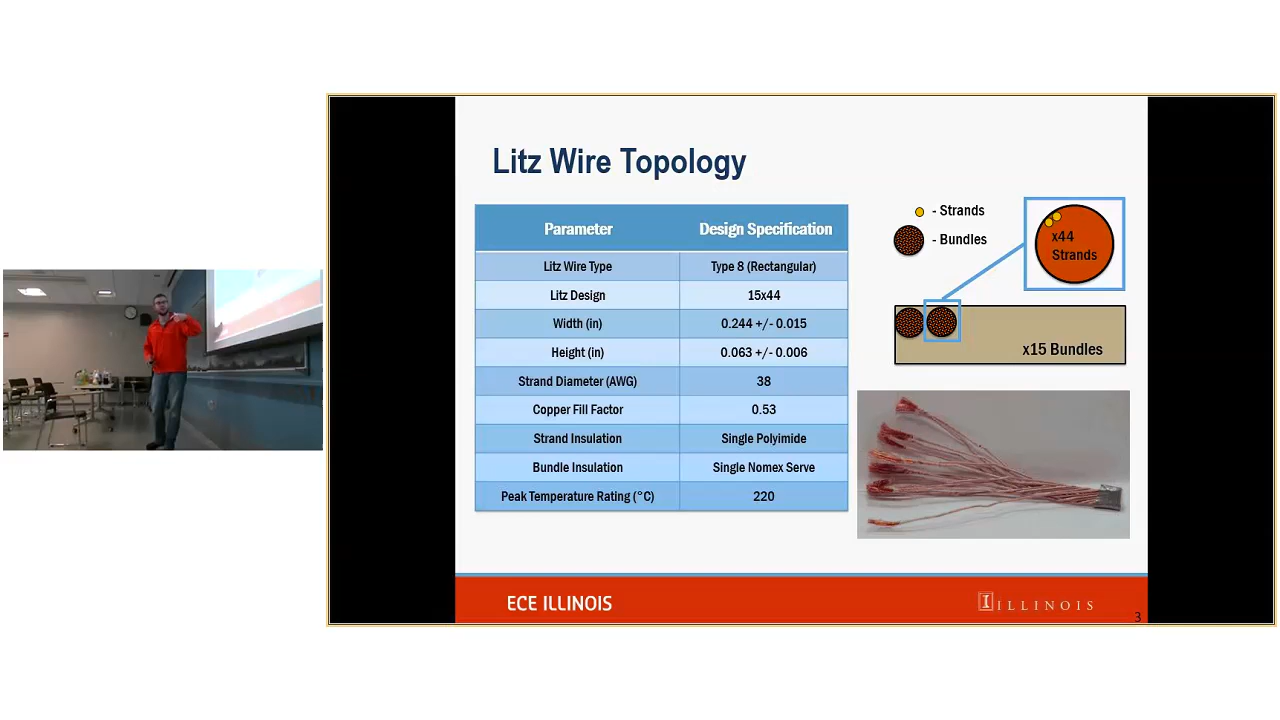 Litz Wire Topology
Parameter Design Specification
Litz Wire Type Type 8 (Rectangular)
Litz Design 15x44
Width (in) 0.244 +/- 0.015
Height (in) 0.063 +/- 0.006
Strand Diameter (AWG) 38
Copper Fill Factor 0.53
Strand Insulation Single Polyimide
Bundle Insulation Single Nomex Serve
Peak Temperature Rating (°C) 220
- Strands
- Bundles
x44
Strands
x15 Bundles
ECE ILLINOIS
I ILLINOIS
3